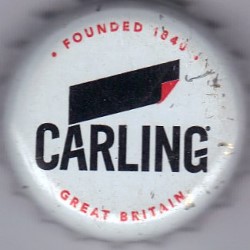 • FOUNDED 1840 •
CARLING
GREAT BRITAIN